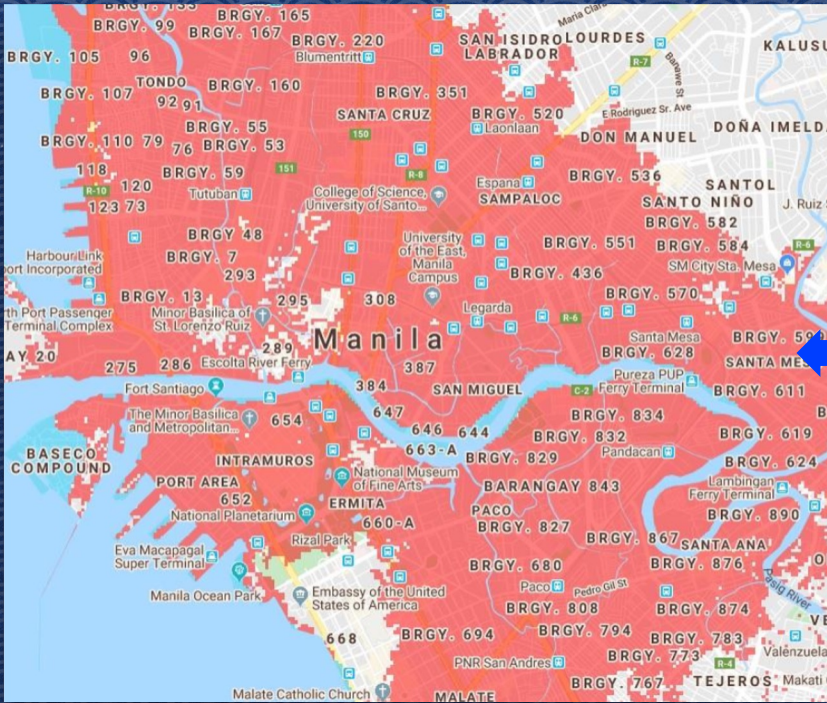 BRGY. 165
BRGY. 99
BRGY. 167
BRGY. 220
Blumentritt
SAN ISIDRO
LABRADOR
LOURDES
Maria Clara
R-7
Banawe St
BRGY. 105
96
TONDO
BRGY. 107
92
91
BRGY. 160
BRGY. 351
SANTA CRUZ
BRGY. 520
Laonlaan
E Rodriguez Sr. Ave
DON MANUEL
BRGY. 110
79
76
BRGY. 55
BRGY. 53
150
118
R-10
120
123
73
BRGY. 59
151
Tutuban
R-8
College of Science,
University of Santo...
Espana
SAMPALOC
BRGY. 536
SANTOL
SANTO NIÑO
J. Ruiz
BRGY. 582
BRGY. 48
BRGY. 7
293
University
of the East,
Manila
Campus
BRGY. 551
BRGY. 584
R-6
SM City Sta. Mesa
BRGY. 436
BRGY. 570
Harbour Link
BRGY. 13
295
308
Minor Basilica of
St. Lorenzo Ruiz
Legarda
R-6
Terminal Complex
Manila
289
Santa Mesa
BRGY. 628
275
286
Escolta River Ferry
387
Pureza PUP
Ferry Terminal
BRGY. 611
Fort Santiago
384
SAN MIGUEL
C-2
The Minor Basilica
and Metropolitan...
654
647
646
644
663-A
BRGY. 834
BRGY. 832
BRGY. 829
Pandacan
BRGY. 619
BRGY. 624
BASECO
COMPOUND
INTRAMUROS
PORT AREA
652
National Museum
of Fine Arts
ERMITA
660-A
National Planetarium
Rizal Park
BARANGAY 843
PACO
BRGY. 827
Lambingan
Ferry Terminal
BRGY. 890
BRGY. 867
SANTA ANA
BRGY. 876
Eva Macapagal
Super Terminal
Manila Ocean Park
Embassy of the United
States of America
BRGY. 680
Paco
Pedro Gil St
BRGY. 808
BRGY. 874
Pasig River
668
BRGY. 694
BRGY. 794
BRGY. 783
BRGY. 773
PNR San Andres
R-4
Valenzuela
BRGY. 767
TEJEROS
Makati
Malate Catholic Church
MALATE